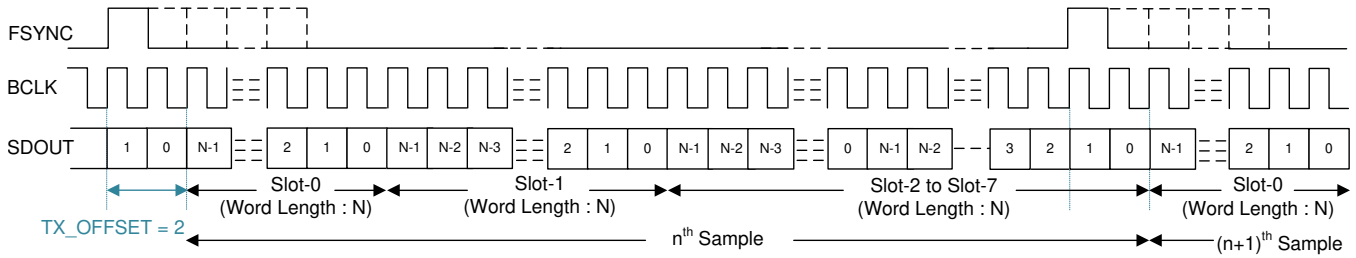 FSYNC
BCLK
SDOUT 1 0 N-1 2 1 0 N-1 N-2 N-3 2 1 0 N-1 N-2 N-3 0 N-1 N-2 3 2 1 0 N-1 2 1 0
Slot-0 Slot-1 Slot-2 to Slot-7 Slot-0
(Word Length : N) (Word Length : N) (Word Length : N) (Word Length : N)
TX_OFFSET = 2
nth Sample (n+1)th Sample